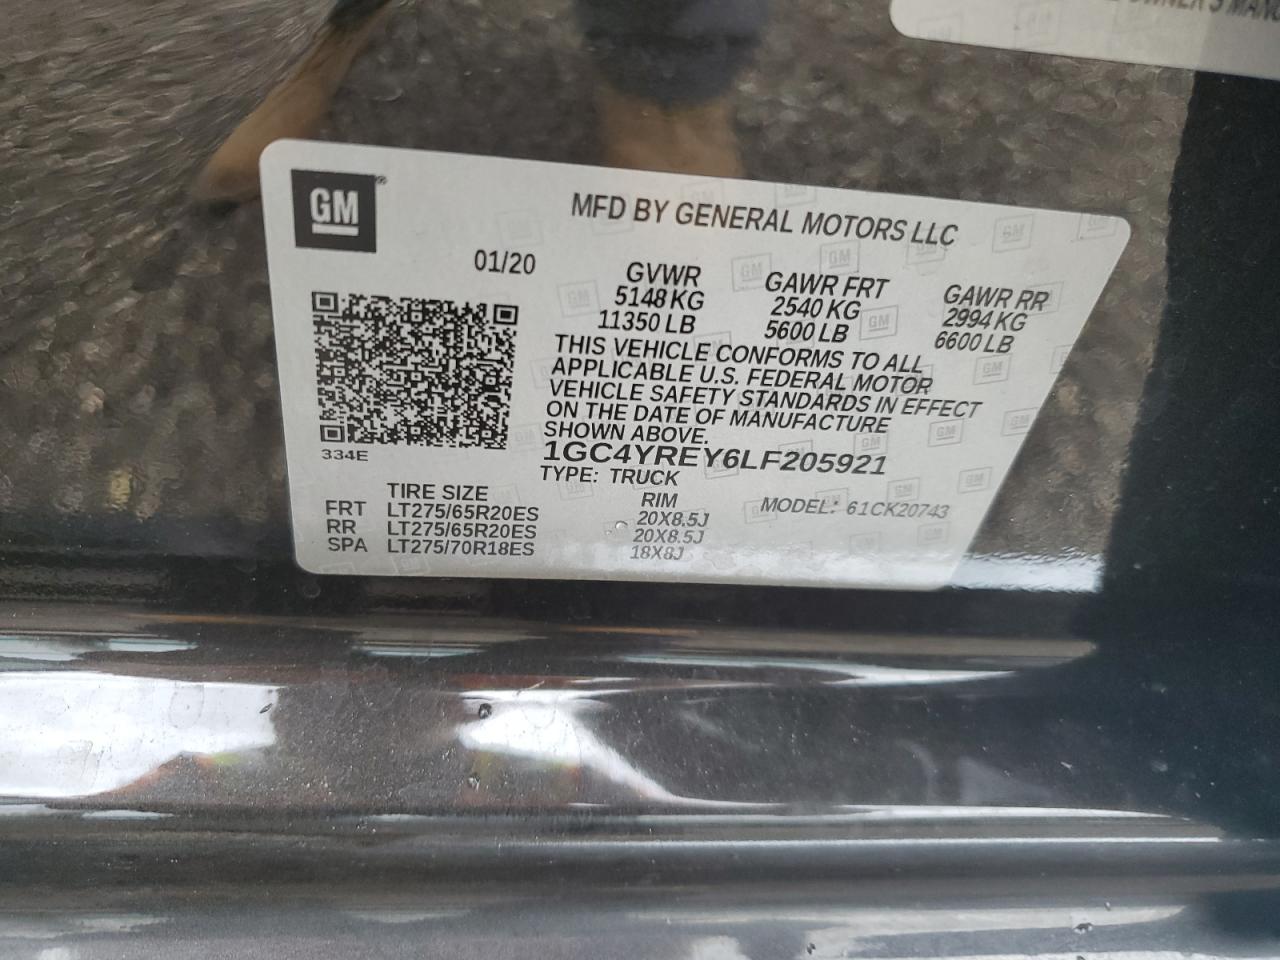 OWNER'S MANU
GM®
MFD BY GENERAL MOTORS LLC
01/20
GVWR GAWR FRT GAWR RR
5148 KG 2540 KG 2994 KG
11350 LB 5600 LB 6600 LB
THIS VEHICLE CONFORMS TO ALL
APPLICABLE U.S. FEDERAL MOTOR
VEHICLE SAFETY STANDARDS IN EFFECT
ON THE DATE OF MANUFACTURE
SHOWN ABOVE.
334E
1GC4YREY6LF205921
TYPE: TRUCK
TIRE SIZE RIM MODEL: 61CK20743
FRT LT275/65R20ES 20X8.5J
RR LT275/65R20ES 20X8.5J
SPA LT275/70R18ES 18X8J